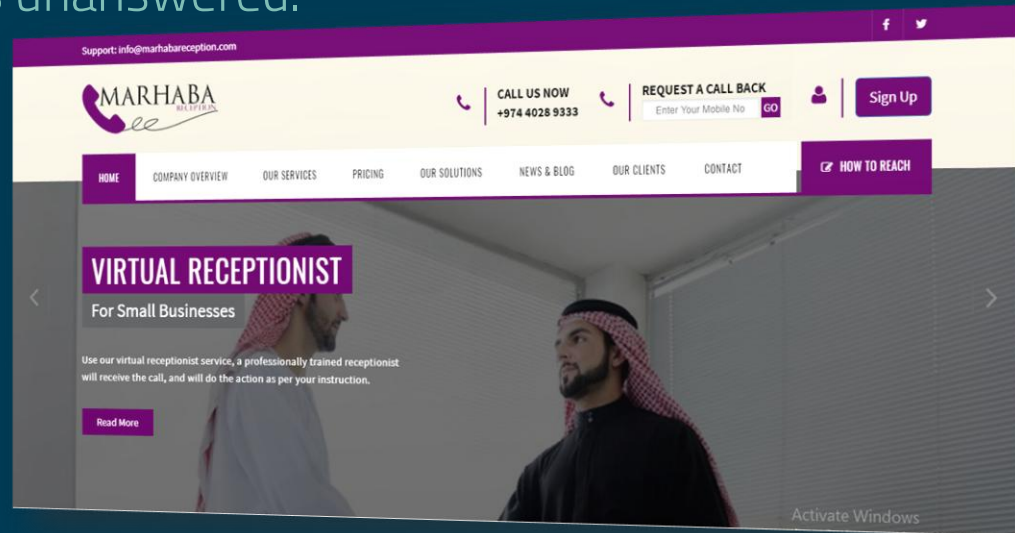 unanswered.
Support: info@marhabareception.com
MARHABA
RECEPTION
CALL US NOW
+974 4028 9333
REQUEST A CALL BACK
Enter Your Mobile No GO
Sign Up
HOME COMPANY OVERVIEW OUR SERVICES PRICING OUR SOLUTIONS NEWS & BLOG OUR CLIENTS CONTACT HOW TO REACH
VIRTUAL RECEPTIONIST
For Small Businesses
Use our virtual receptionist service, a professionally trained receptionist
will receive the call, and will do the action as per your instruction.
Read More
Activate Windows